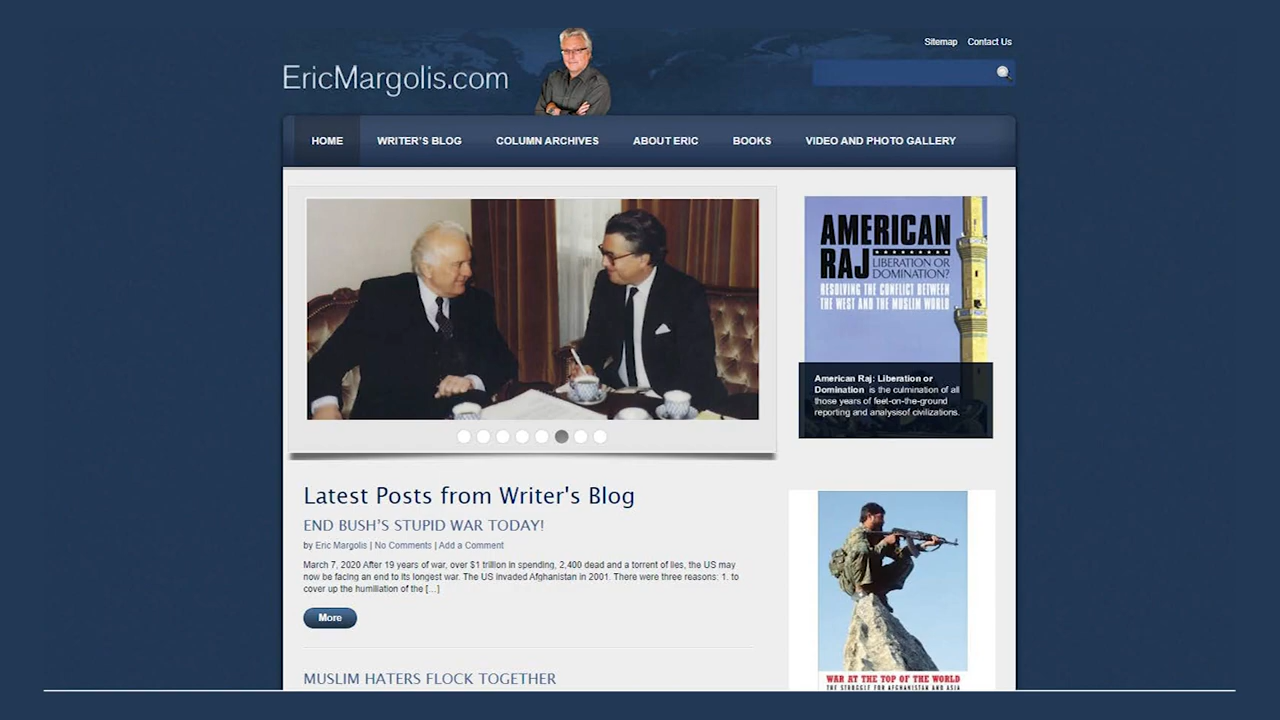 Sitemap Contact Us
EricMargolis.com
HOME WRITER'S BLOG COLUMN ARCHIVES ABOUT ERIC BOOKS VIDEO AND PHOTO GALLERY
AMERICAN
RAJ LIBERATION OR
DOMINATION?
RESOLVING THE CONFLICT BETWEEN
THE WEST AND THE MUSLIM WORLD
American Raj: Liberation or
Domination is the culmination of all
those years of feet-on-the-ground
reporting and analysisof civilizations.
Latest Posts from Writer's Blog
END BUSH'S STUPID WAR TODAY!
by Eric Margolis | No Comments | Add a Comment
March 7, 2020 After 19 years of war, over $1 trillion in spending, 2,400 dead and a torrent of lies, the US may
now be facing an end to its longest war. The US invaded Afghanistan in 2001. There were three reasons: 1. to
cover up the humiliation of the [...]
More
MUSLIM HATERS FLOCK TOGETHER
WAR AT THE TOP OF THE WORLD
THE STRUGGLE FOR AFGHANISTAN AND ASIA